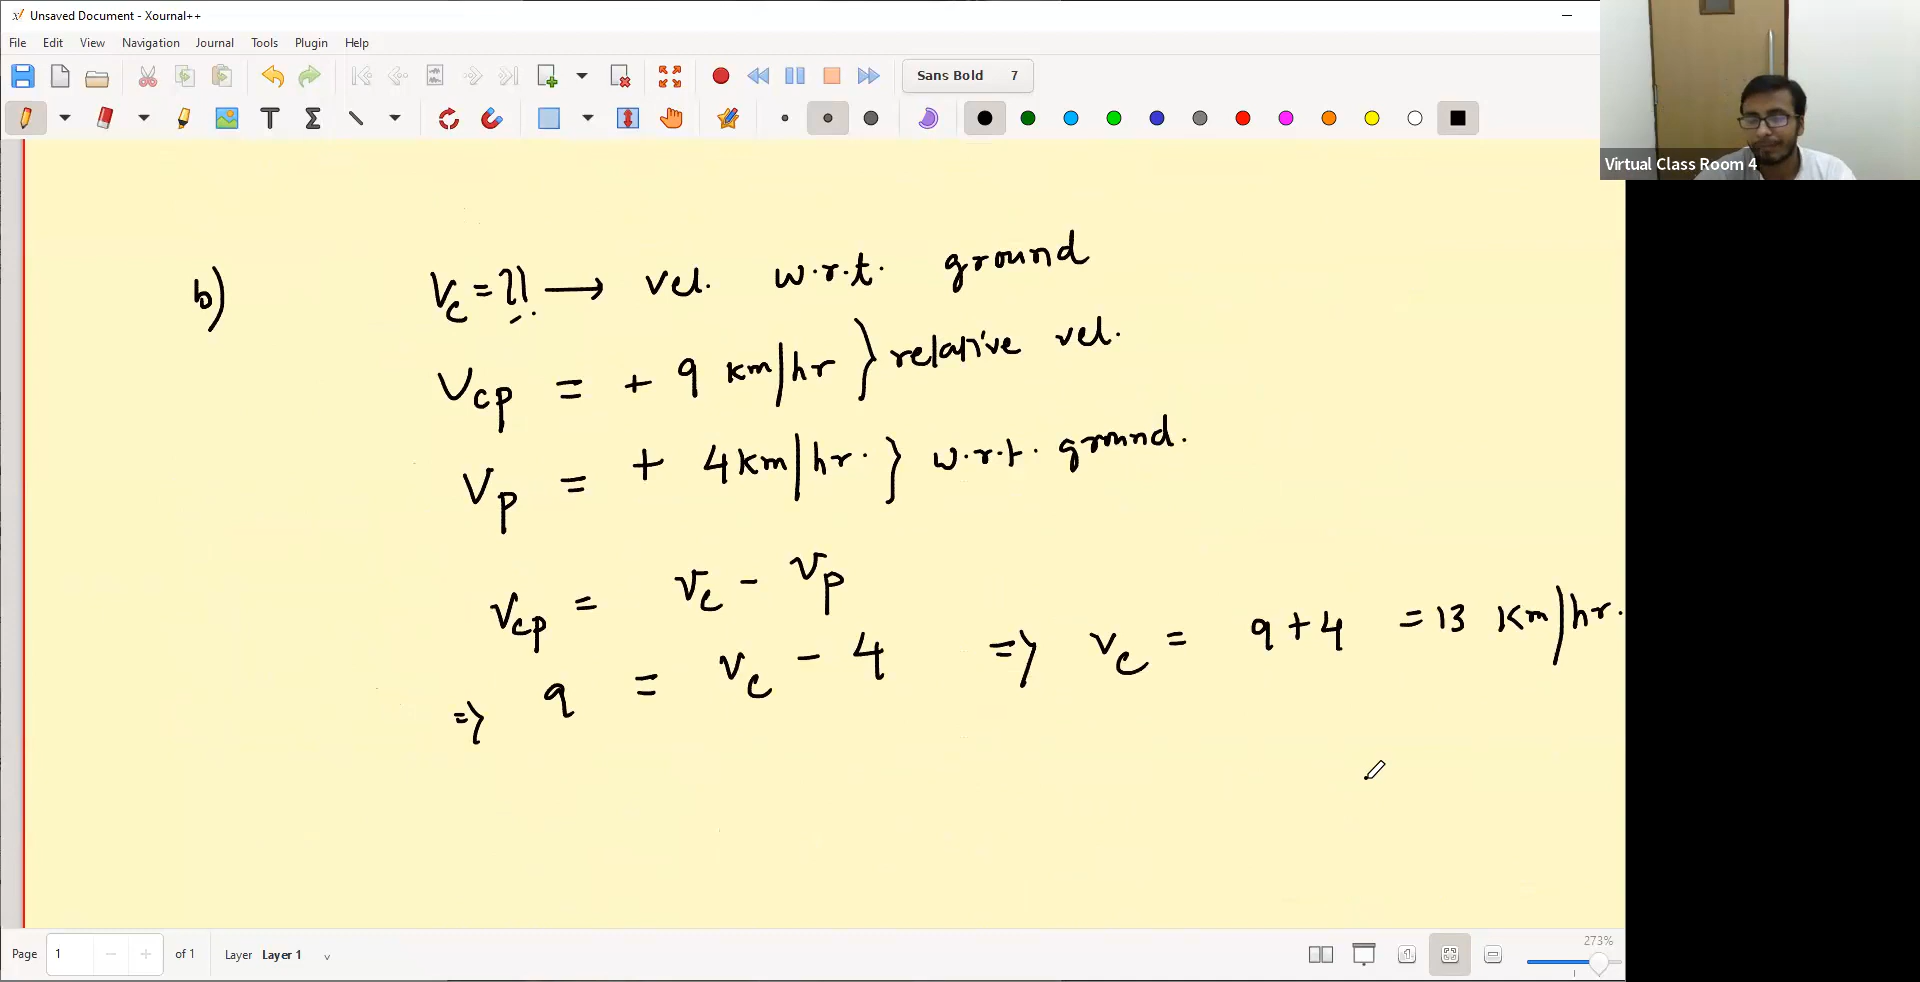 Unsaved Document - Xournal++
File Edit View Navigation Journal Tools Plugin Help
Sans Bold 7
Virtual Class Room 4
b) Vc = ?? → vel. w.r.t. ground
Vcp = + 9 km/hr } relative vel.
Vp = + 4 km/hr. } w.r.t. ground.
Vcp = Vc - Vp
=> 9 = Vc - 4 => Vc = 9 + 4 = 13 Km/hr.
Page 1 of 1 Layer Layer 1 273%